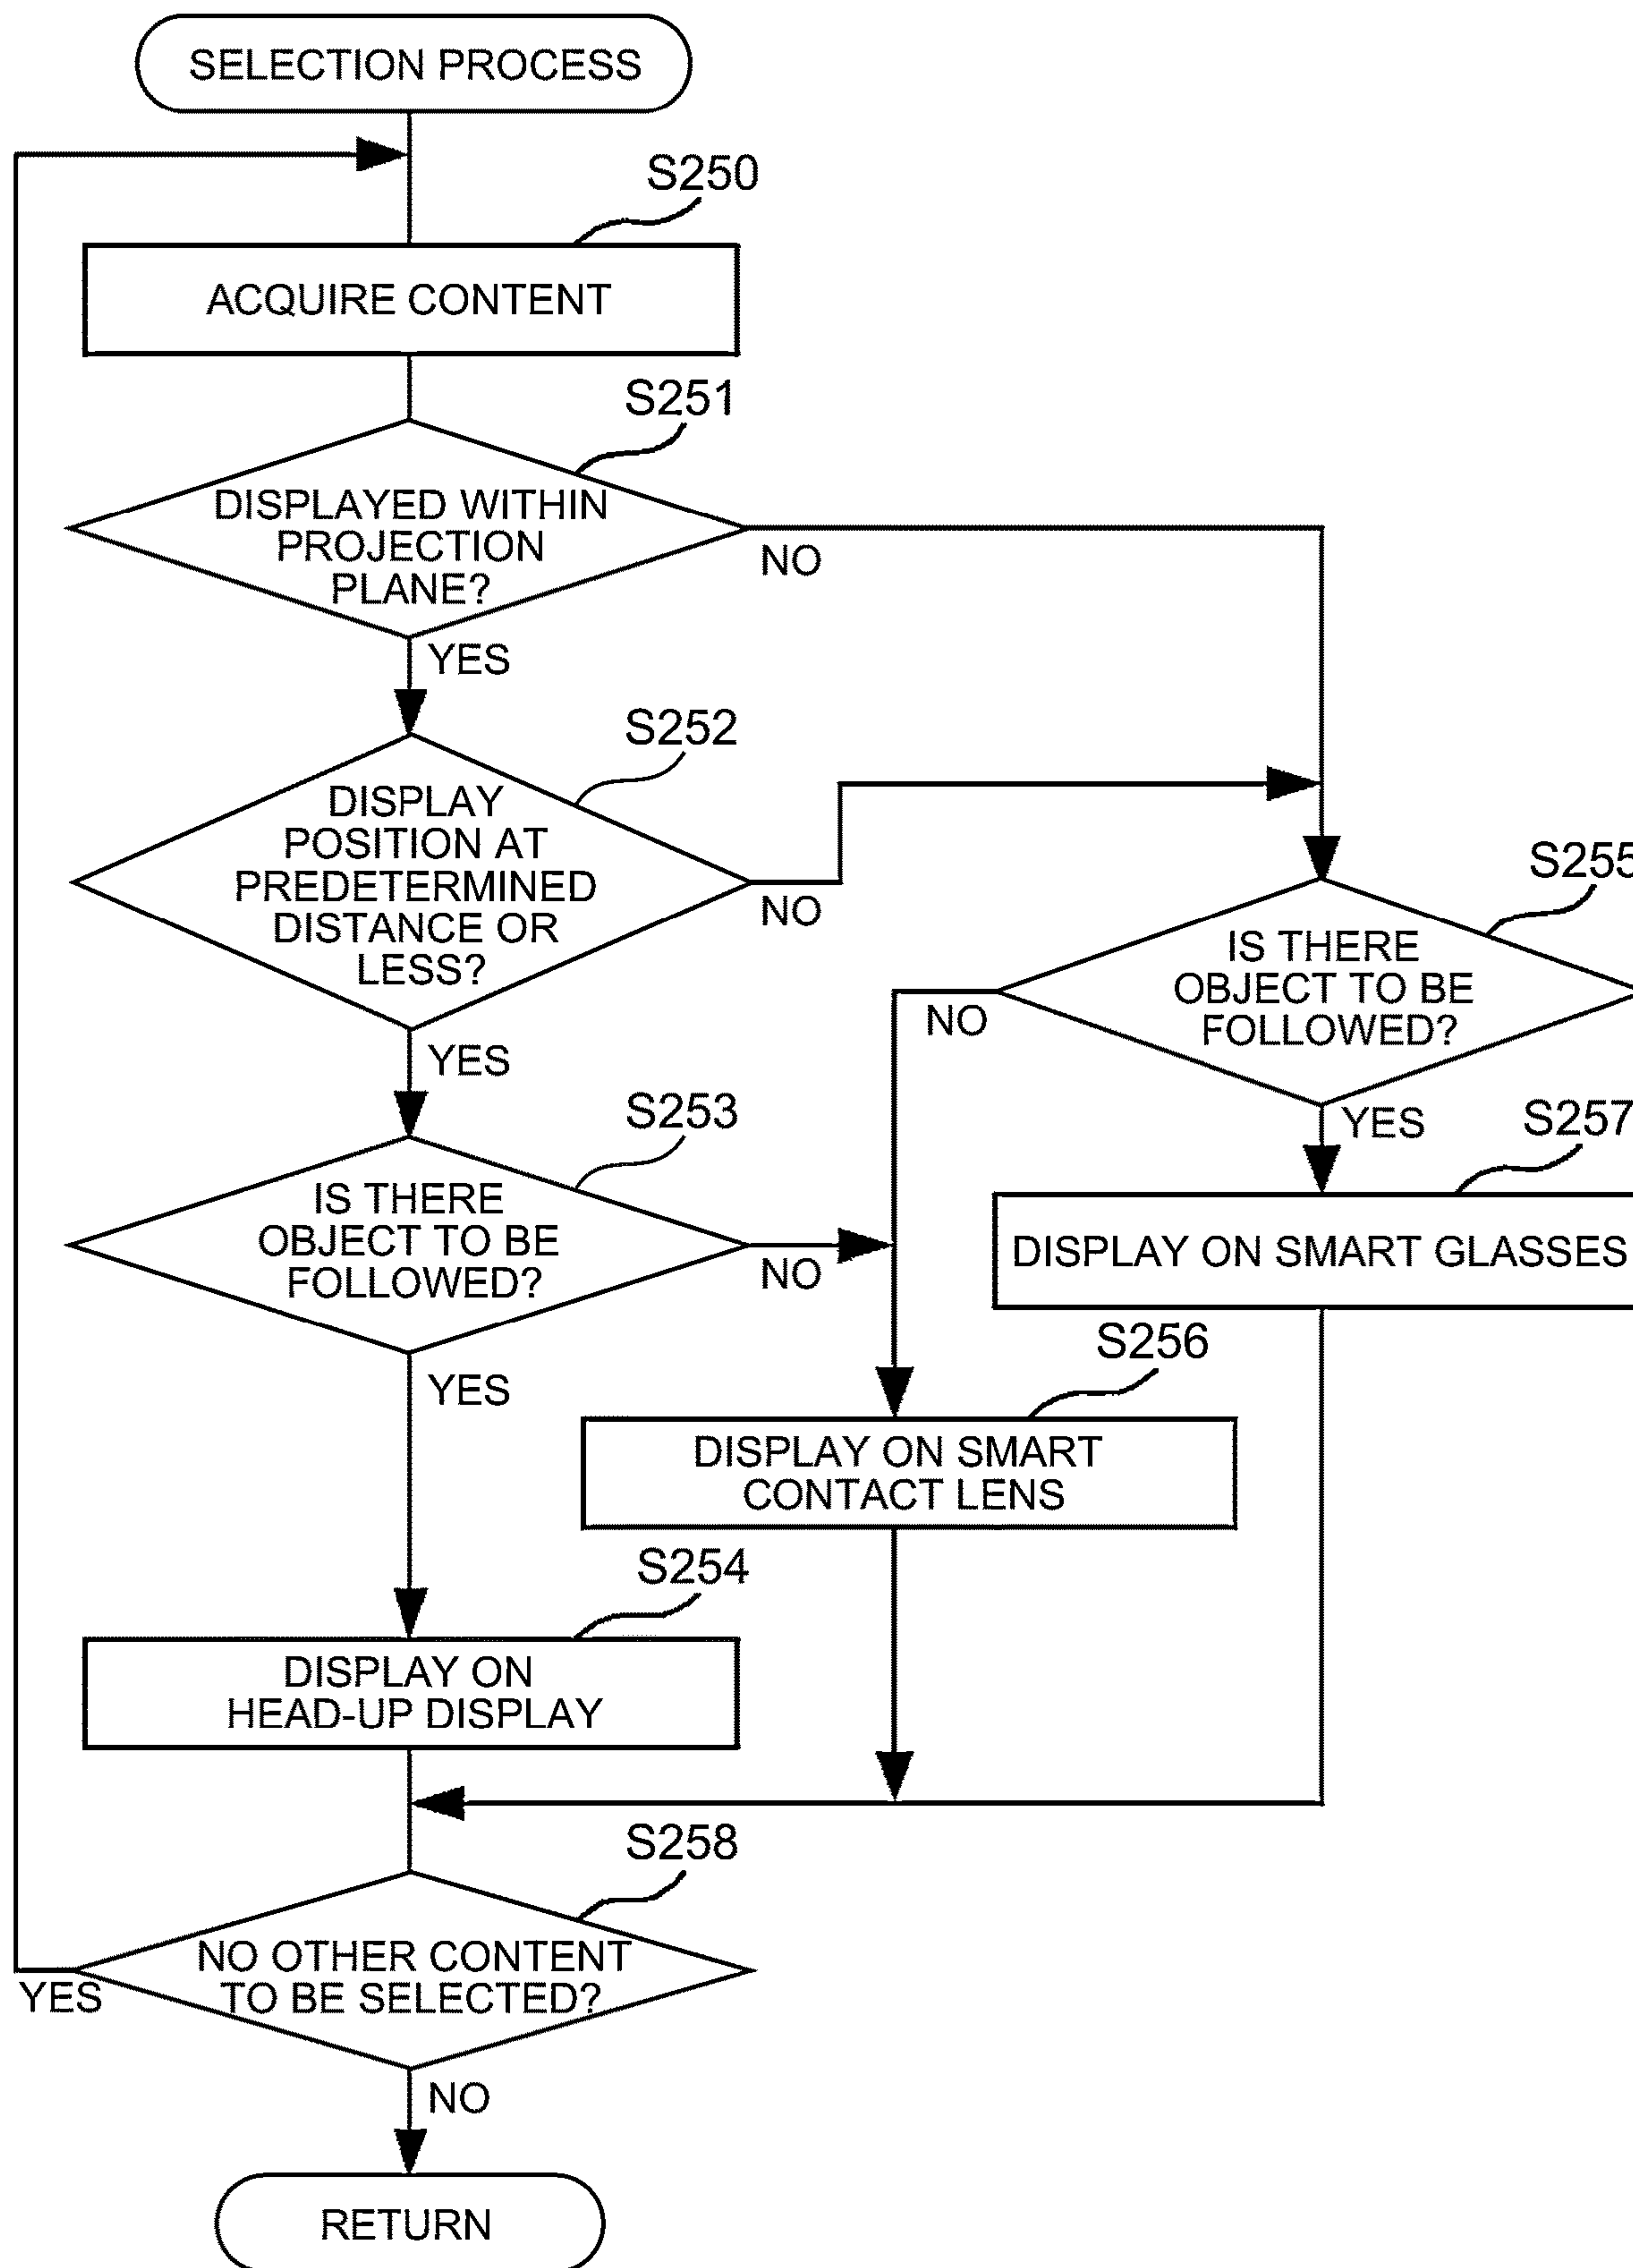 SELECTION PROCESS
S250
ACQUIRE CONTENT
S251
DISPLAYED WITHIN
PROJECTION
PLANE?
NO
YES
S252
DISPLAY
POSITION AT
PREDETERMINED
DISTANCE OR
LESS?
NO
YES
S255
IS THERE
OBJECT TO BE
FOLLOWED?
NO
YES
S253
IS THERE
OBJECT TO BE
FOLLOWED?
NO
YES
S257
DISPLAY ON SMART GLASSES
S256
DISPLAY ON SMART
CONTACT LENS
S254
DISPLAY ON
HEAD-UP DISPLAY
S258
NO OTHER CONTENT
TO BE SELECTED?
YES
NO
RETURN